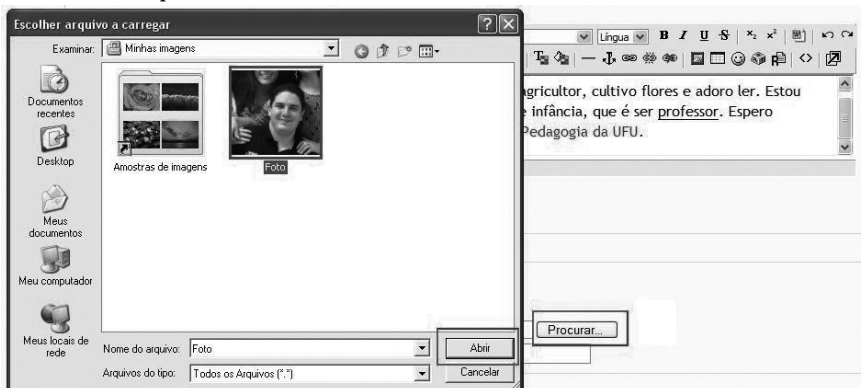 Escolher arquivo a carregar
Examinar: Minhas imagens
Documentos
recentes
Desktop
Meus
documentos
Meu computador
Meus locais de
rede
Amostras de imagens
Foto
Nome do arquivo: Foto
Abrir
Arquivos do tipo: Todos os Arquivos (*.*)
Cancelar
Língua B I U S x₂ x²
agricultor, cultivo flores e adoro ler. Estou
infância, que é ser professor. Espero
Pedagogia da UFU.
Procurar...